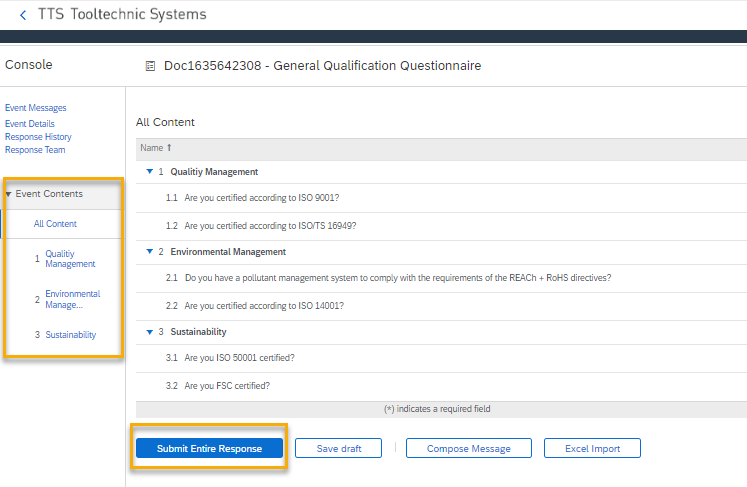 TTS Tooltechnic Systems
Console
Doc1635642308 - General Qualification Questionnaire
Event Messages
Event Details
Response History
Response Team
Event Contents
All Content
1 Qualitiy
Management
2 Environmental
Manage...
3 Sustainability
All Content
Name ↑
1 Qualitiy Management
1.1 Are you certified according to ISO 9001?
1.2 Are you certified according to ISO/TS 16949?
2 Environmental Management
2.1 Do you have a pollutant management system to comply with the requirements of the REACh + RoHS directives?
2.2 Are you certified according to ISO 14001?
3 Sustainability
3.1 Are you ISO 50001 certified?
3.2 Are you FSC certified?
(*) indicates a required field
Submit Entire Response
Save draft
Compose Message
Excel Import